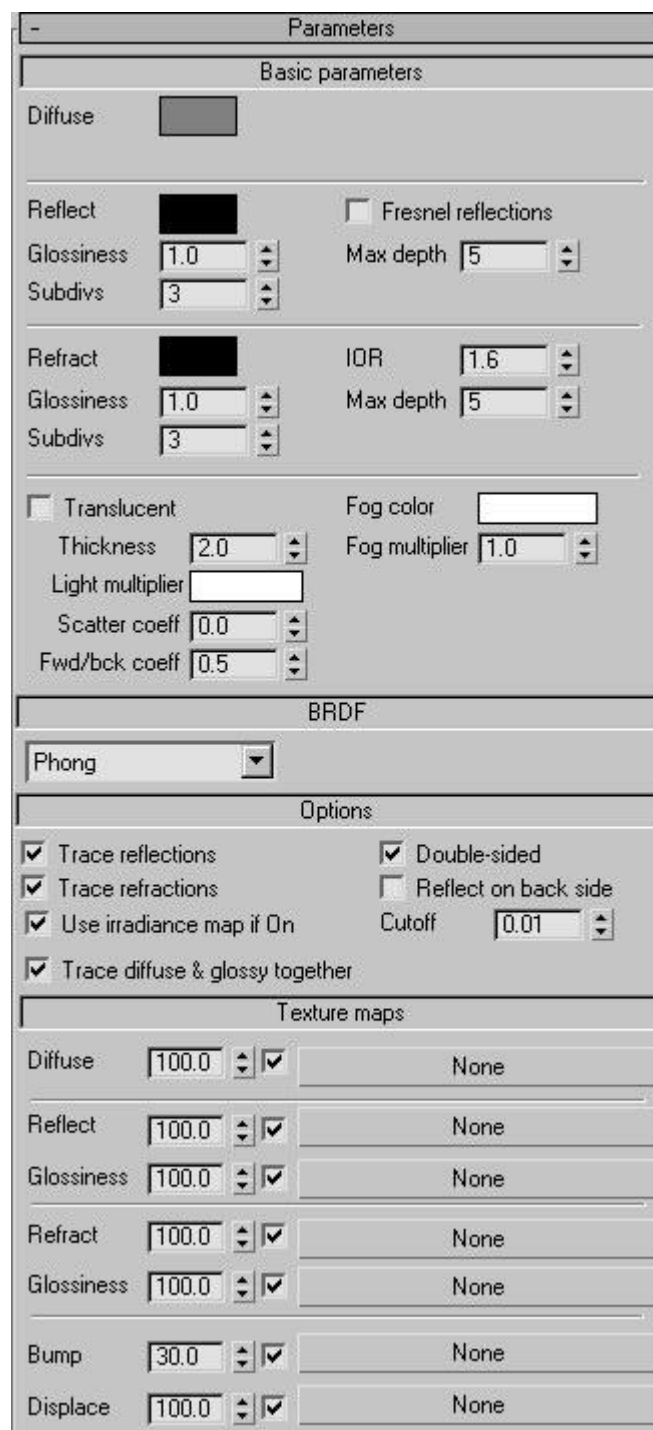 - Parameters
Basic parameters
Diffuse
Reflect Fresnel reflections
Glossiness 1.0 Max depth 5
Subdivs 3
Refract IOR 1.6
Glossiness 1.0 Max depth 5
Subdivs 3
Translucent Fog color
Thickness 2.0 Fog multiplier 1.0
Light multiplier
Scatter coeff 0.0
Fwd/bck coeff 0.5
BRDF
Phong
Options
Trace reflections Double-sided
Trace refractions Reflect on back side
Use irradiance map if On Cutoff 0.01
Trace diffuse & glossy together
Texture maps
Diffuse 100.0 None
Reflect 100.0 None
Glossiness 100.0 None
Refract 100.0 None
Glossiness 100.0 None
Bump 30.0 None
Displace 100.0 None